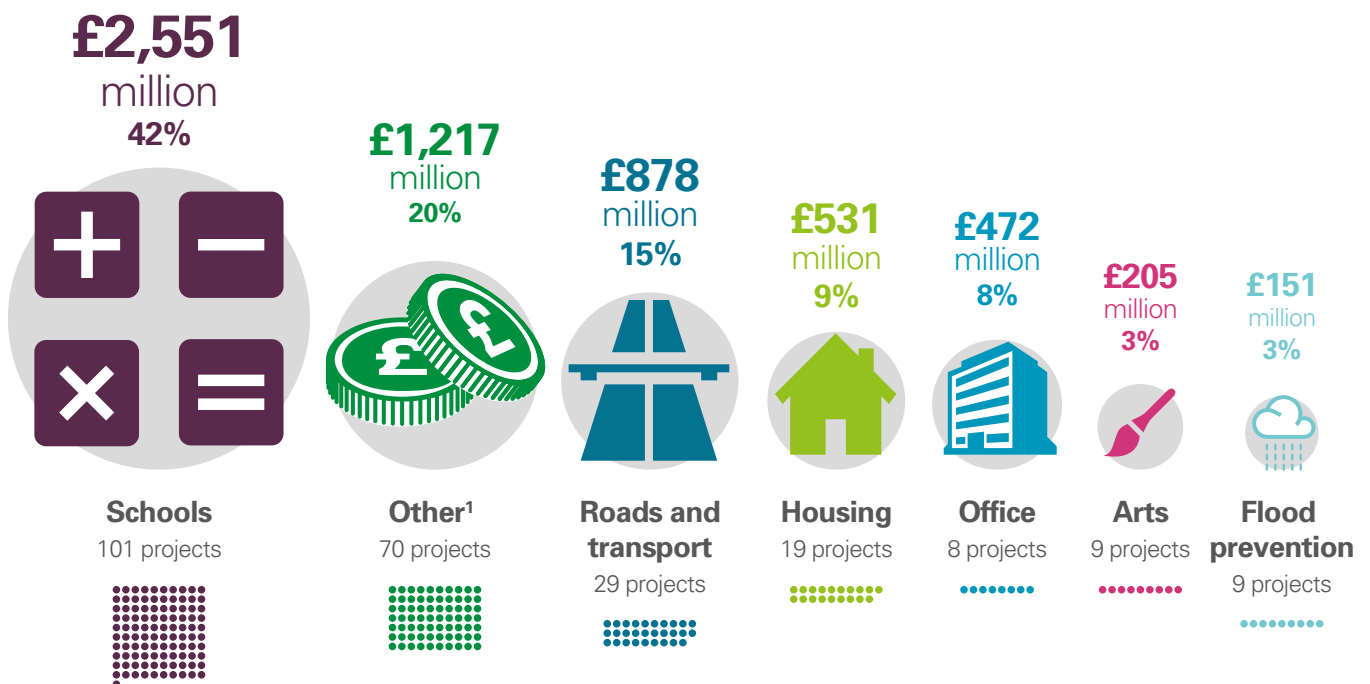 £2,551
million
42%
£1,217
million
20%
£878
million
15%
£531
million
9%
£472
million
8%
£205
million
3%
£151
million
3%
£ £
Schools
101 projects
Other¹
70 projects
Roads and
transport
29 projects
Housing
19 projects
Office
8 projects
Arts
9 projects
Flood
prevention
9 projects